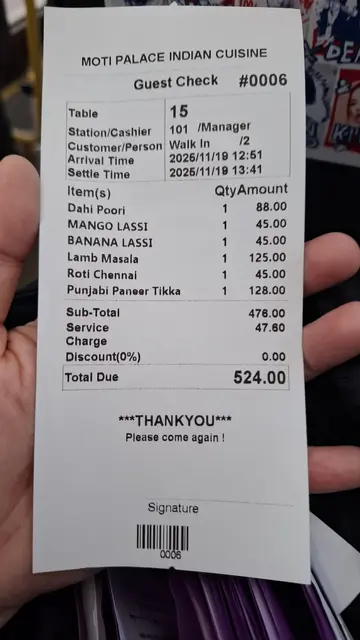 MOTI PALACE INDIAN CUISINE
Guest Check #0006
Table 15
Station/Cashier 101 /Manager
Customer/Person Walk In /2
Arrival Time 2025/11/19 12:51
Settle Time 2025/11/19 13:41
Item(s) Qty Amount
Dahi Poori 1 88.00
MANGO LASSI 1 45.00
BANANA LASSI 1 45.00
Lamb Masala 1 125.00
Roti Chennai 1 45.00
Punjabi Paneer Tikka 1 128.00
Sub-Total 476.00
Service 47.60
Charge
Discount(0%) 0.00
Total Due 524.00
***THANKYOU***
Please come again !
Signature
0006